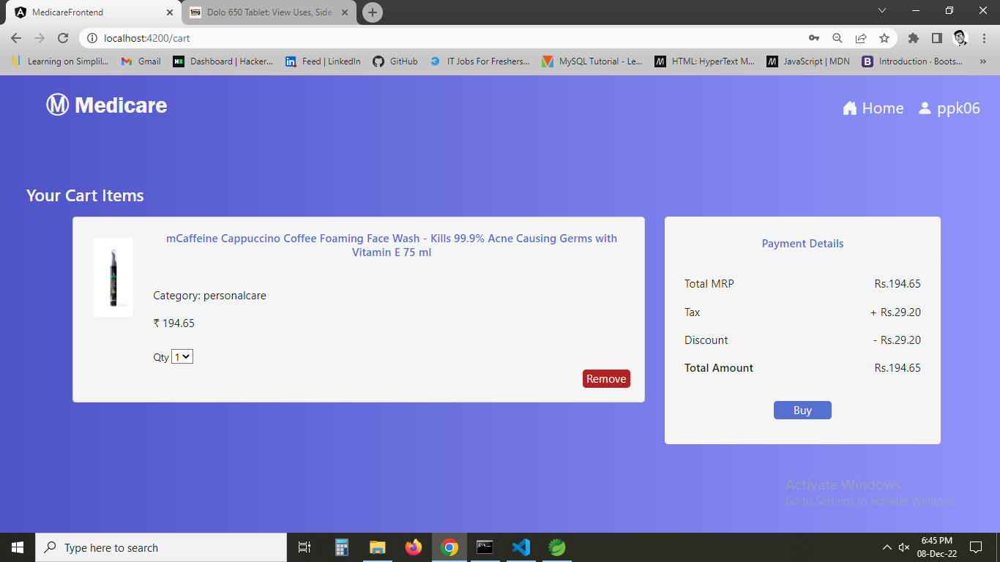 MedicareFrontend
1mg
Dolo 650 Tablet: View Uses, Side
localhost:4200/cart
Learning on Simplil...
Gmail
Dashboard | Hacker...
Feed | LinkedIn
GitHub
IT Jobs For Freshers...
MySQL Tutorial - Le...
HTML: HyperText M...
JavaScript | MDN
Introduction · Boots...
»
M Medicare
Home
ppk06
Your Cart Items
mCaffeine Cappuccino Coffee Foaming Face Wash - Kills 99.9% Acne Causing Germs with
Vitamin E 75 ml
Category: personalcare
₹ 194.65
Qty 1
Remove
Payment Details
Total MRP Rs.194.65
Tax + Rs.29.20
Discount - Rs.29.20
Total Amount Rs.194.65
Buy
Activate Windows
Go to Settings to activate Windows.
Type here to search
6:45 PM
08-Dec-22